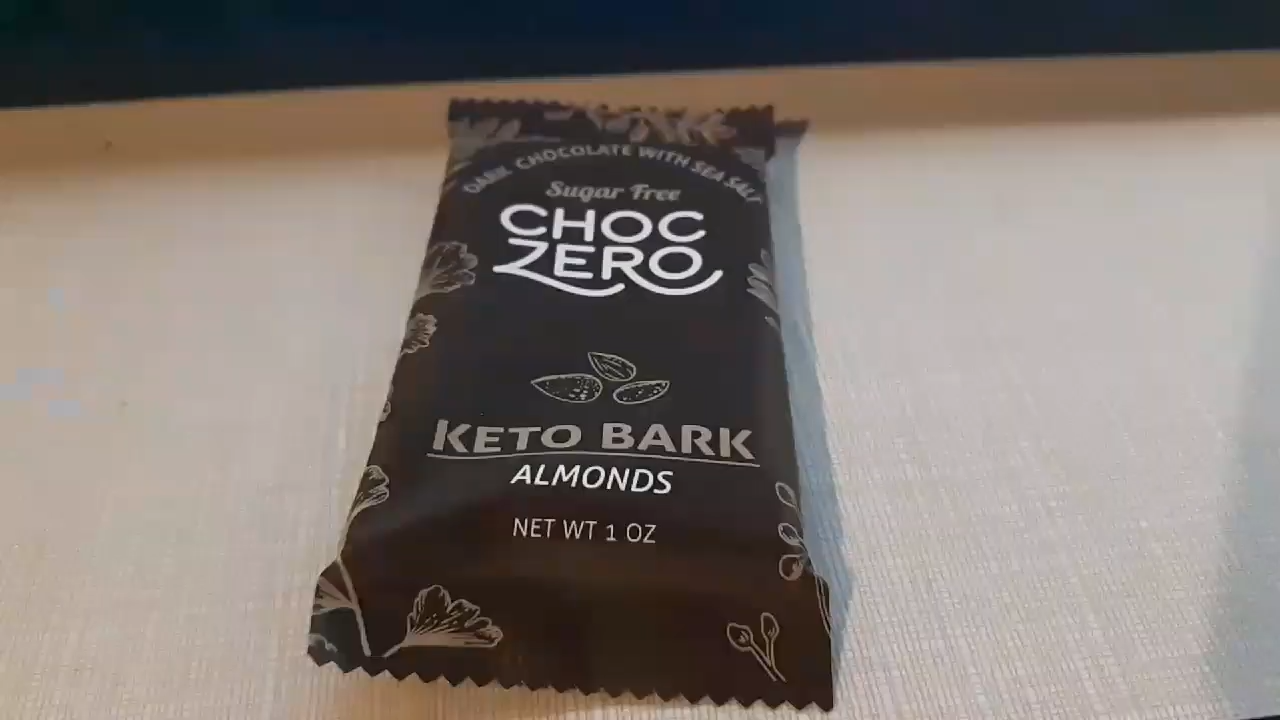 DARK CHOCOLATE WITH SEA SALT
Sugar Free
CHOC
ZERO
KETO BARK
ALMONDS
NET WT 1 OZ